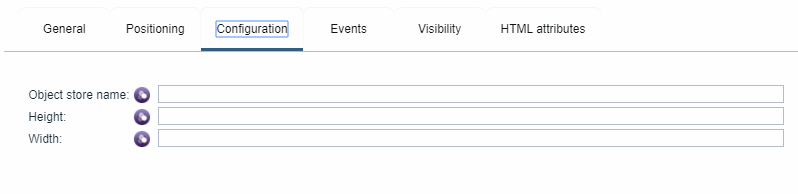 General Positioning Configuration Events Visibility HTML attributes
Object store name:
Height:
Width: